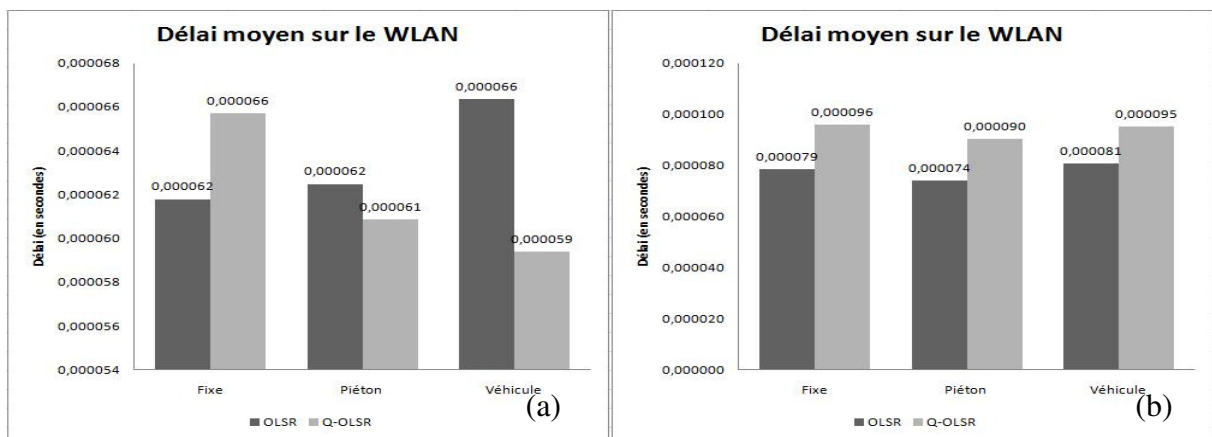 Délai moyen sur le WLAN
Délai (en secondes)
0,000068
0,000066
0,000064
0,000062
0,000060
0,000058
0,000056
0,000054
0,000062
0,000066
0,000062
0,000061
0,000066
0,000059
Fixe Piéton Véhicule
OLSR Q-OLSR
(a)
Délai moyen sur le WLAN
Délai (en secondes)
0,000120
0,000100
0,000080
0,000060
0,000040
0,000020
0,000000
0,000079
0,000096
0,000074
0,000090
0,000081
0,000095
Fixe Piéton Véhicule
OLSR Q-OLSR
(b)